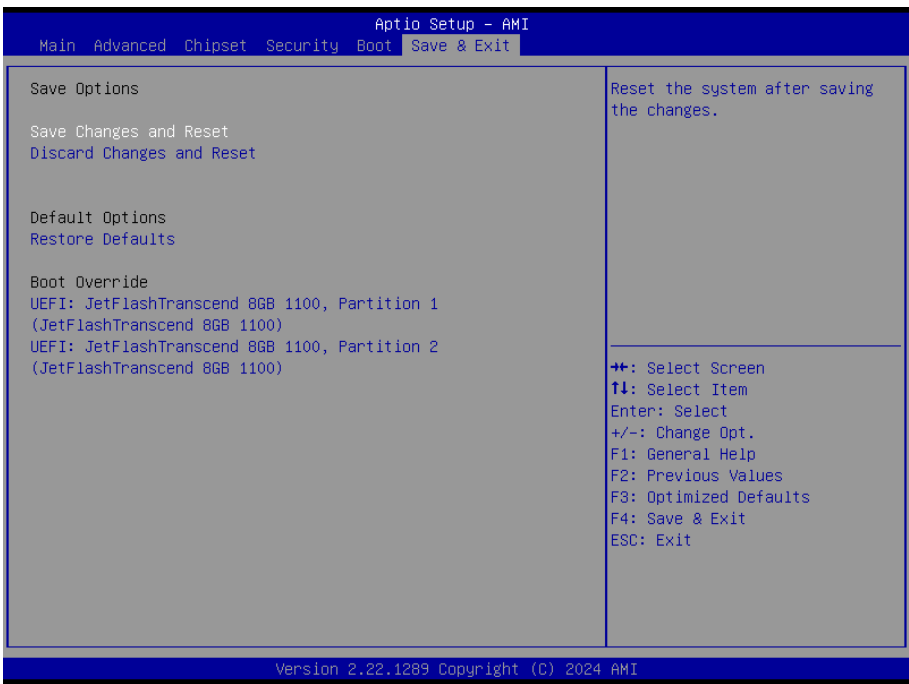 Aptio Setup – AMI
Main Advanced Chipset Security Boot Save & Exit
Save Options
Save Changes and Reset
Discard Changes and Reset
Default Options
Restore Defaults
Boot Override
UEFI: JetFlashTranscend 8GB 1100, Partition 1
(JetFlashTranscend 8GB 1100)
UEFI: JetFlashTranscend 8GB 1100, Partition 2
(JetFlashTranscend 8GB 1100)
Reset the system after saving
the changes.
→←: Select Screen
↑↓: Select Item
Enter: Select
+/-: Change Opt.
F1: General Help
F2: Previous Values
F3: Optimized Defaults
F4: Save & Exit
ESC: Exit
Version 2.22.1289 Copyright (C) 2024 AMI